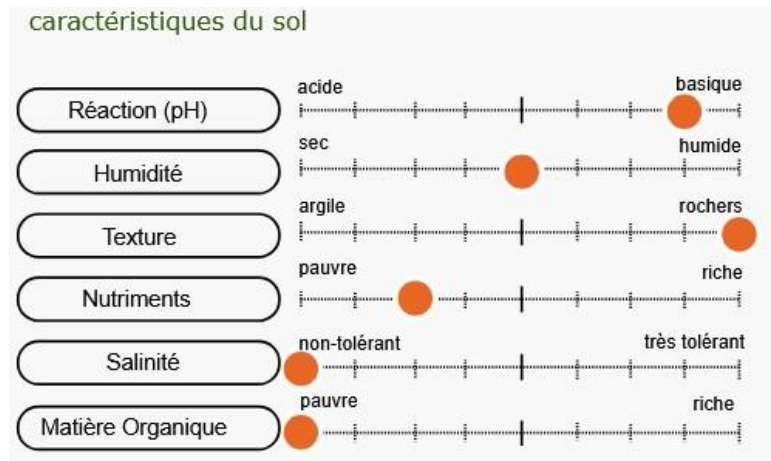 caractéristiques du sol
acide basique
Réaction (pH)
sec humide
Humidité
argile rochers
Texture
pauvre riche
Nutriments
non-tolérant très tolérant
Salinité
pauvre riche
Matière Organique